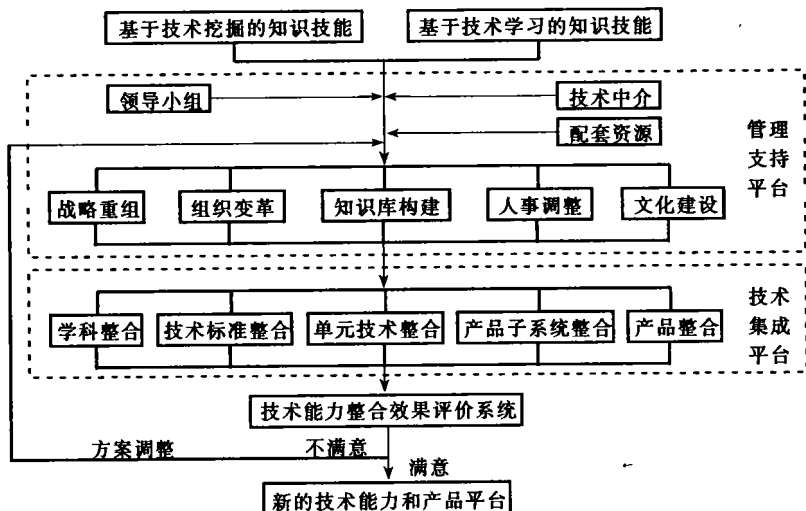 基于技术挖掘的知识技能
基于技术学习的知识技能
领导小组
技术中介
配套资源
管理
支持
平台
战略重组
组织变革
知识库构建
人事调整
文化建设
学科整合
技术标准整合
单元技术整合
产品子系统整合
产品整合
技术
集成
平台
技术能力整合效果评价系统
方案调整
不满意
满意
新的技术能力和产品平台